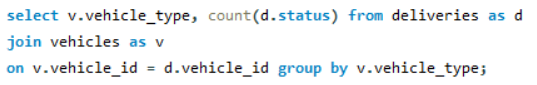 select v.vehicle_type, count(d.status) from deliveries as d
join vehicles as v
on v.vehicle_id = d.vehicle_id group by v.vehicle_type;